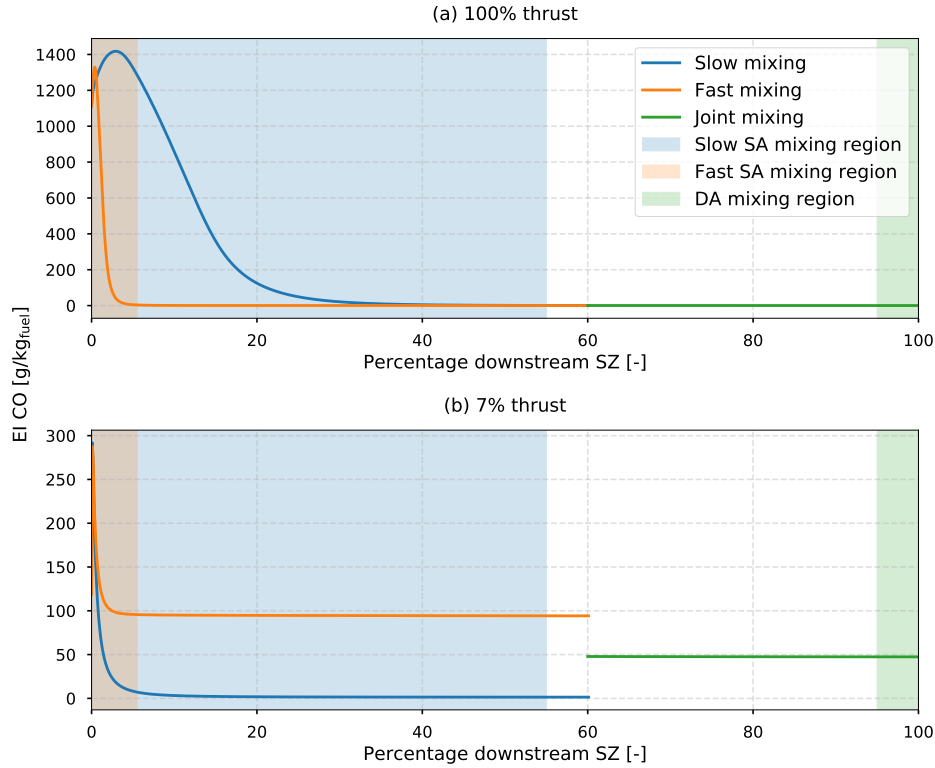 (a) 100% thrust
1400
1200
1000
800
600
400
200
0
Slow mixing
Fast mixing
Joint mixing
Slow SA mixing region
Fast SA mixing region
DA mixing region
0 20 40 60 80 100
Percentage downstream SZ [-]
EI CO [g/kgfuel]
(b) 7% thrust
300
250
200
150
100
50
0
0 20 40 60 80 100
Percentage downstream SZ [-]